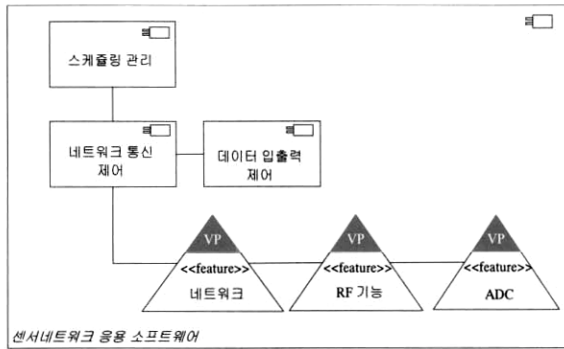 스케쥴링 관리
네트워크 통신
제어
데이터 입출력
제어
VP
VP
VP
<<feature>>
<<feature>>
<<feature>>
네트워크
RF 기능
ADC
센서네트워크 응용 소프트웨어